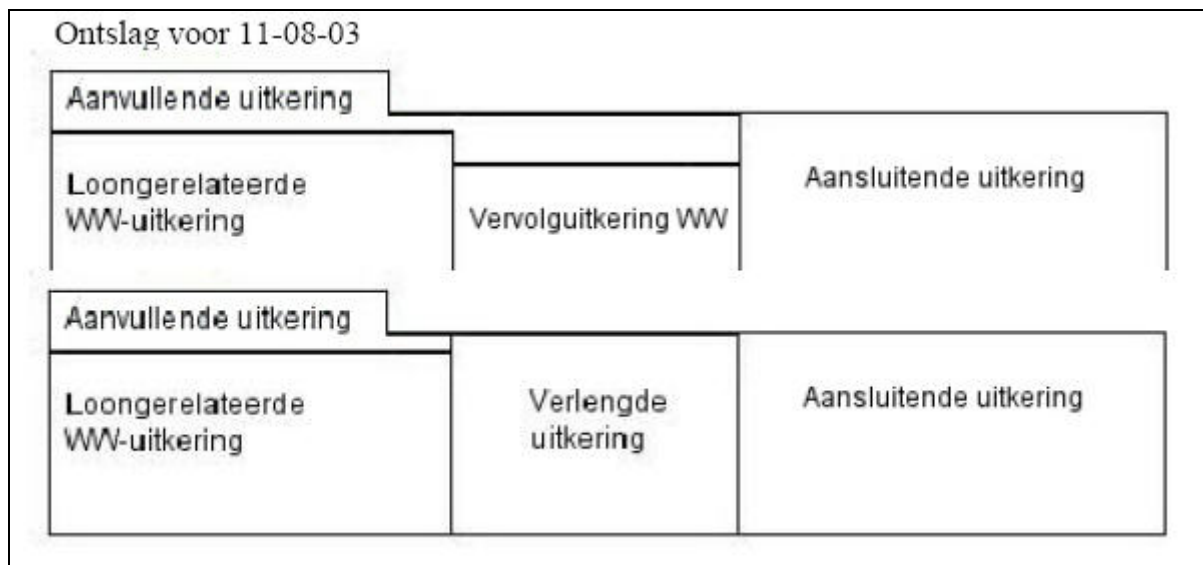 Ontslag voor 11-08-03
Aanvullende uitkering
Loongerelateerde
WW-uitkering
Vervolguitkering WW
Aansluitende uitkering
Aanvullende uitkering
Loongerelateerde
WW-uitkering
Verlengde
uitkering
Aansluitende uitkering